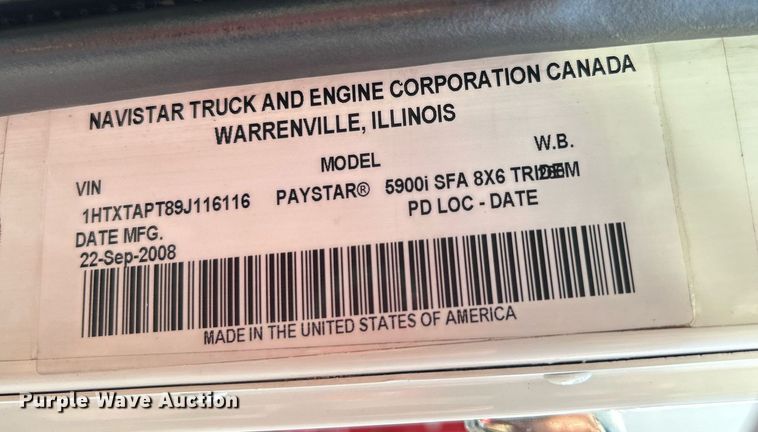 NAVISTAR TRUCK AND ENGINE CORPORATION CANADA
WARRENVILLE, ILLINOIS
W.B.
MODEL
VIN
1HTXTAPT89J116116 PAYSTAR® 5900i SFA 8X6 TRIDEM
DATE MFG. PD LOC - DATE
22-Sep-2008
MADE IN THE UNITED STATES OF AMERICA
Purple Wave Auction